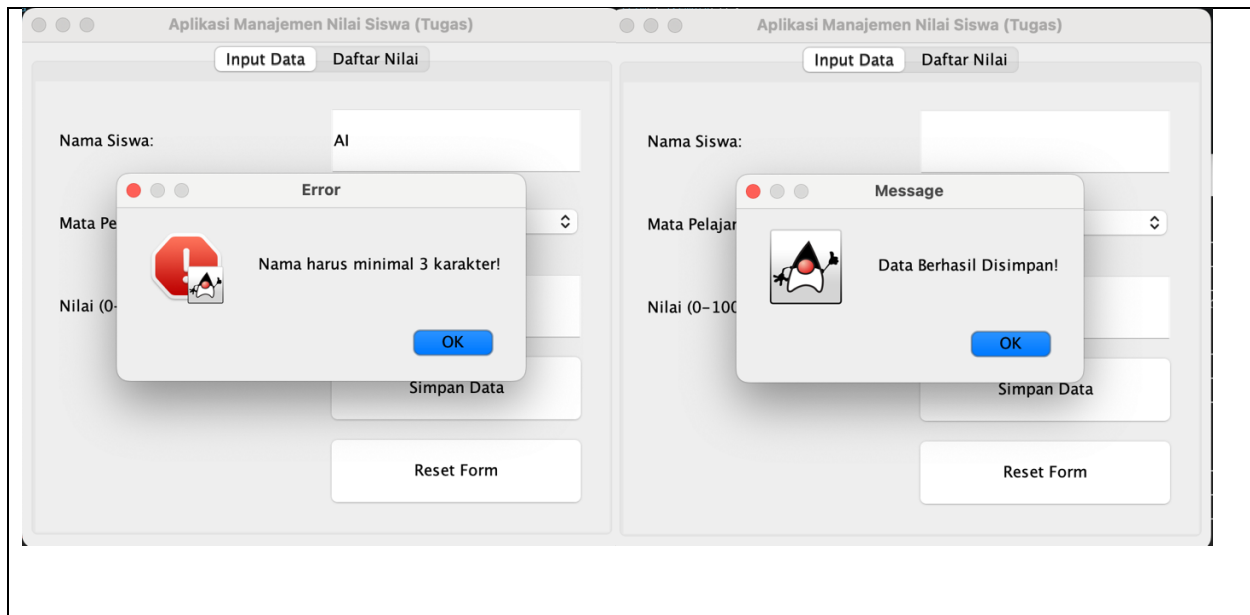 Aplikasi Manajemen Nilai Siswa (Tugas)
Input Data Daftar Nilai
Nama Siswa:
AI
Error
Mata Pe
Nama harus minimal 3 karakter!
Nilai (0-
OK
Simpan Data
Reset Form
Aplikasi Manajemen Nilai Siswa (Tugas)
Input Data Daftar Nilai
Nama Siswa:
Message
Mata Pelajar
Data Berhasil Disimpan!
Nilai (0-100
OK
Simpan Data
Reset Form